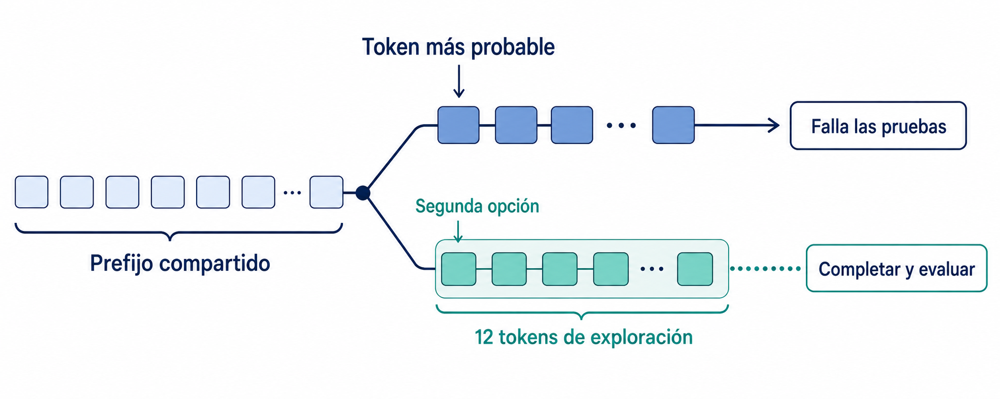 Token más probable
Falla las pruebas
Segunda opción
Prefijo compartido
Completar y evaluar
12 tokens de exploración